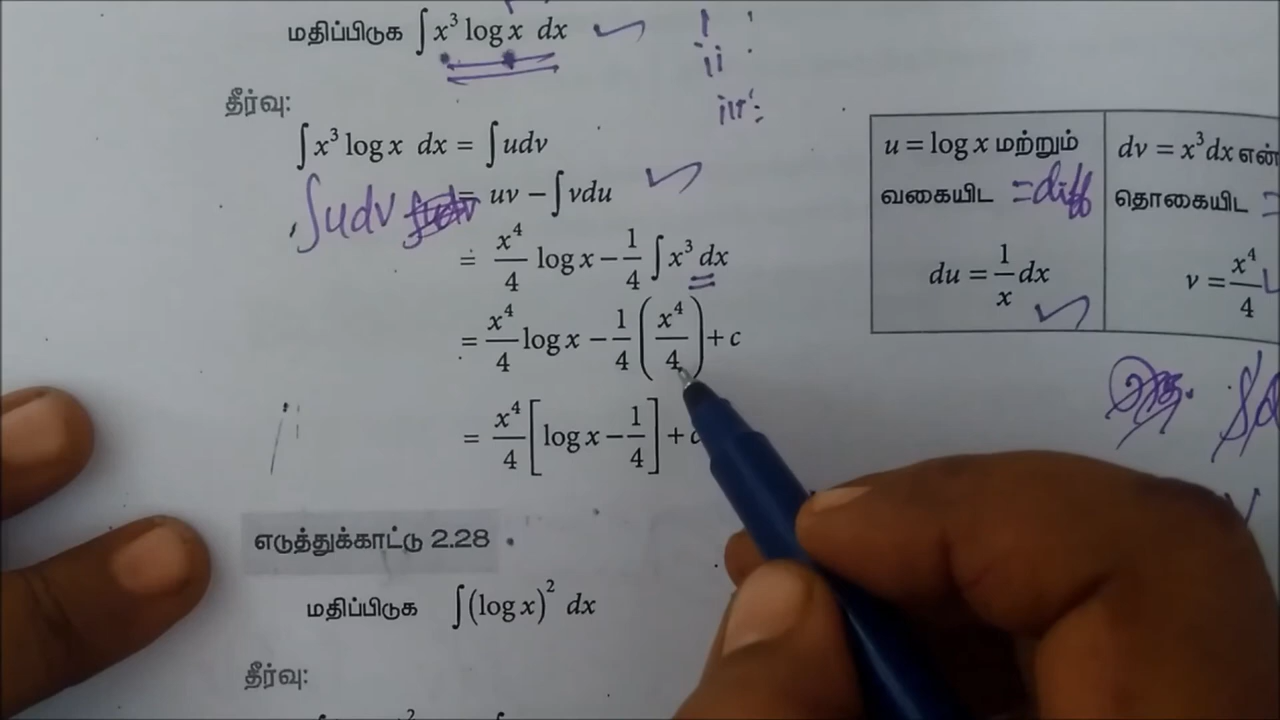 மதிப்பிடுக ∫ x³ log x dx
i
ii
iii
தீர்வு:
∫ x³ log x dx = ∫ udv
∫ udv = uv − ∫ vdu
= x⁴/4 log x − 1/4 ∫ x³ dx
= x⁴/4 log x − 1/4 (x⁴/4) + c
= x⁴/4 [log x − 1/4] + c
u = log x மற்றும்
வகையிட = diff
du = 1/x dx
dv = x³dx என்
தொகையிட =
v = x⁴/4
எடுத்துக்காட்டு 2.28
மதிப்பிடுக ∫ (log x)² dx
தீர்வு: